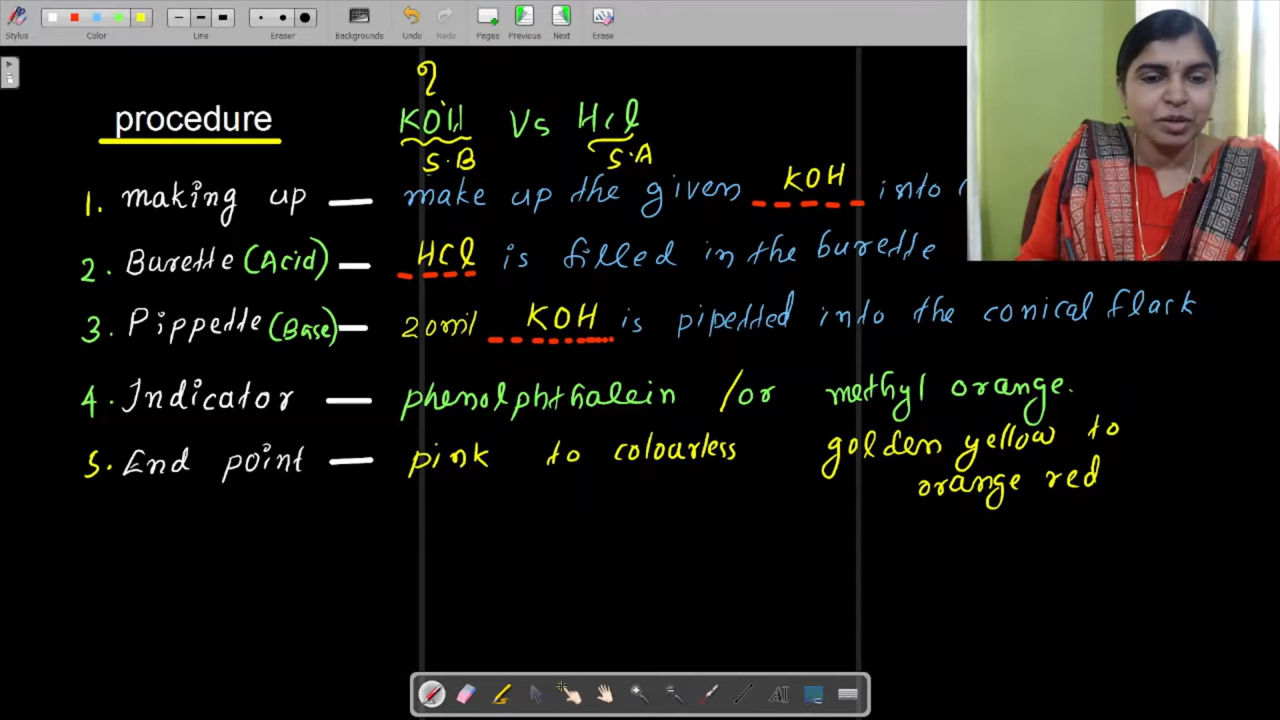 Stylus Color Line Eraser Backgrounds Undo Redo Pages Previous Next Erase
?
procedure KOH Vs HCl
S.B S.A
1. making up — make up the given KOH into
2. Burette (Acid) — HCl is filled in the burette
3. Pippette (Base) — 20ml KOH is pipetted into the conical flask
4. Indicator — phenolphthalein / or methyl orange.
5. End point — pink to colourless golden yellow to
orange red